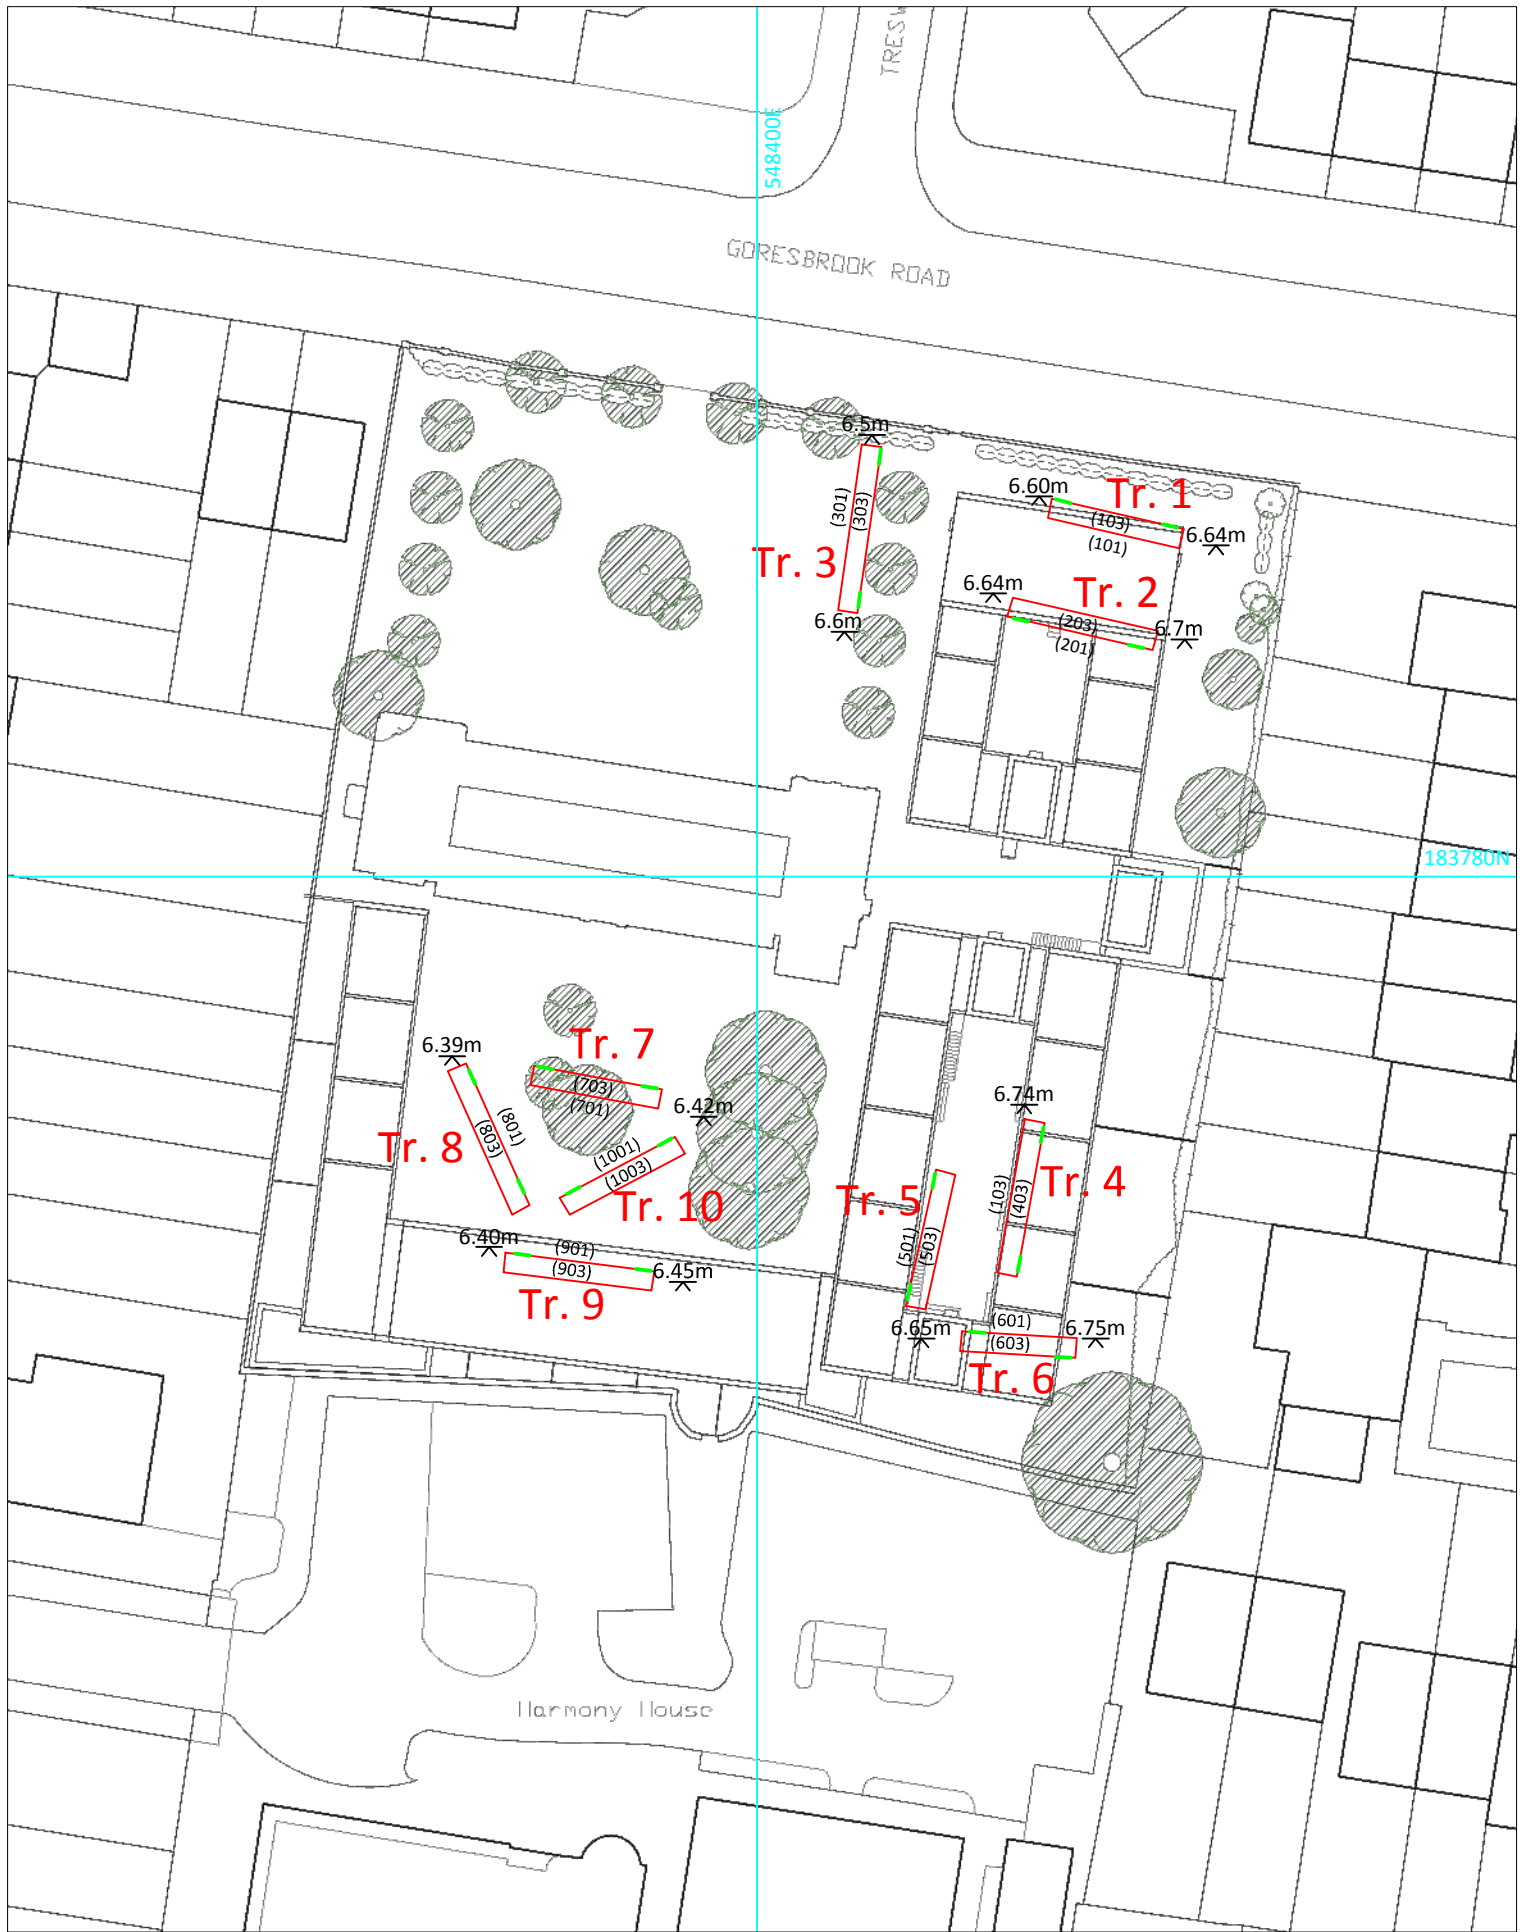 TRESW
548400E
GORESBROOK ROAD
6.5m
6.60m
Tr. 1
(301)
(303)
(103)
(101)
6.64m
Tr. 3
6.64m
Tr. 2
6.6m
(203)
(201)
6.7m
183780N
6.39m
Tr. 7
(703)
(701)
6.42m
6.74m
Tr. 8
(801)
(803)
(1001)
(1003)
Tr. 10
Tr. 5
(501)
(503)
(103)
(403)
Tr. 4
6.40m
(901)
(903)
6.45m
Tr. 9
6.65m
(601)
(603)
6.75m
Tr. 6
Harmony House